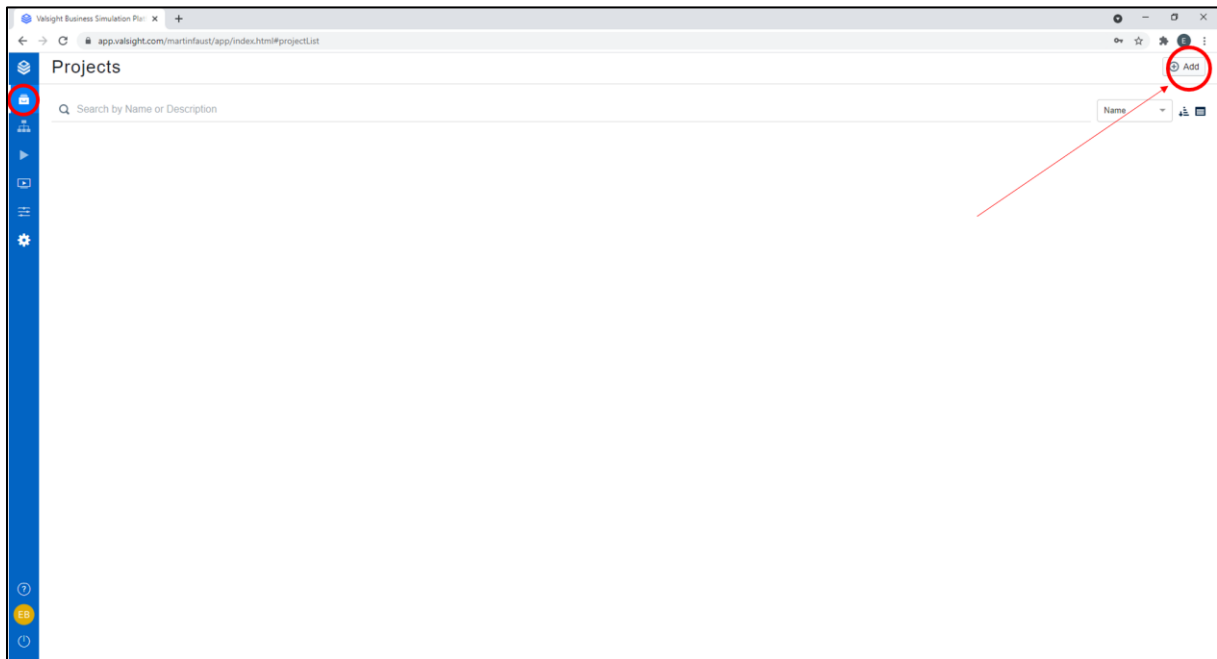 Valsight Business Simulation Plat
app.valsight.com/martinfaust/app/index.html#projectList
E
Projects
Add
Search by Name or Description
Name
?
EB